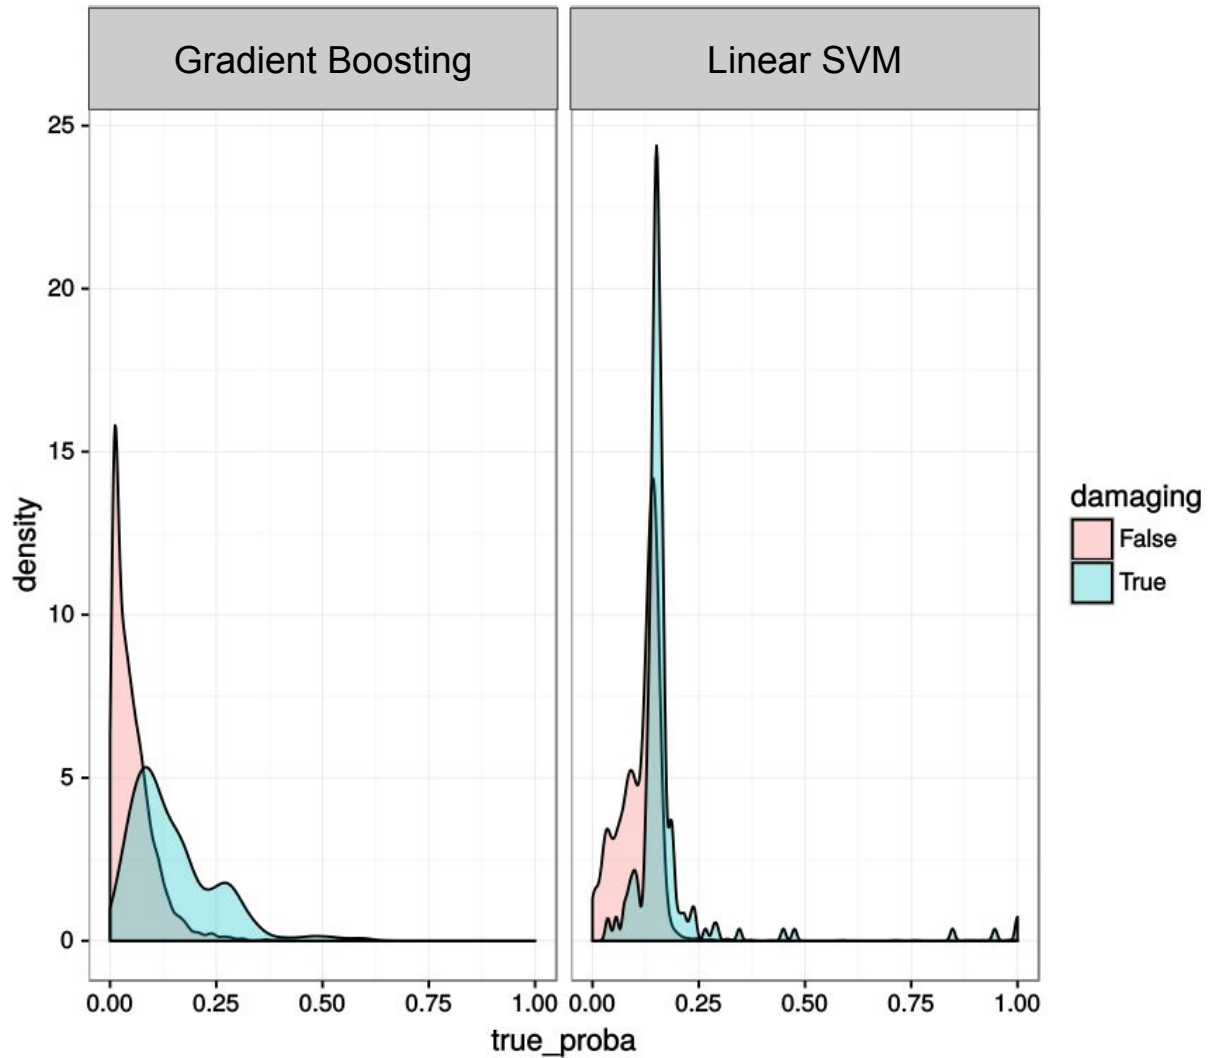 Gradient Boosting Linear SVM
25
20
15
10
5
0
density
0.00 0.25 0.50 0.75 1.00 0.00 0.25 0.50 0.75 1.00
true_proba
damaging
False
True